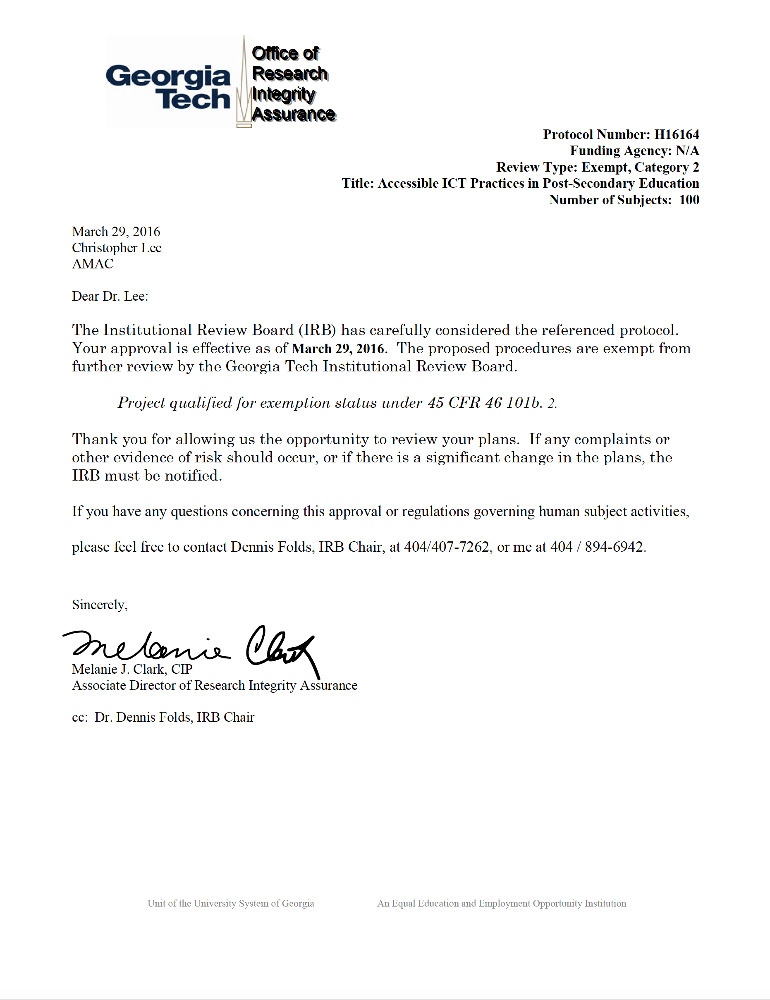 Georgia
Tech
Office of
Research
Integrity
Assurance
Protocol Number: H16164
Funding Agency: N/A
Review Type: Exempt, Category 2
Title: Accessible ICT Practices in Post-Secondary Education
Number of Subjects:  100
March 29, 2016
Christopher Lee
AMAC
Dear Dr. Lee:
The Institutional Review Board (IRB) has carefully considered the referenced protocol.
Your approval is effective as of March 29, 2016.  The proposed procedures are exempt from
further review by the Georgia Tech Institutional Review Board.
Project qualified for exemption status under 45 CFR 46 101b. 2.
Thank you for allowing us the opportunity to review your plans.  If any complaints or
other evidence of risk should occur, or if there is a significant change in the plans, the
IRB must be notified.
If you have any questions concerning this approval or regulations governing human subject activities,
please feel free to contact Dennis Folds, IRB Chair, at 404/407-7262, or me at 404 / 894-6942.
Sincerely,
Melanie Clark
Melanie J. Clark, CIP
Associate Director of Research Integrity Assurance
cc:  Dr. Dennis Folds, IRB Chair
Unit of the University System of Georgia An Equal Education and Employment Opportunity Institution